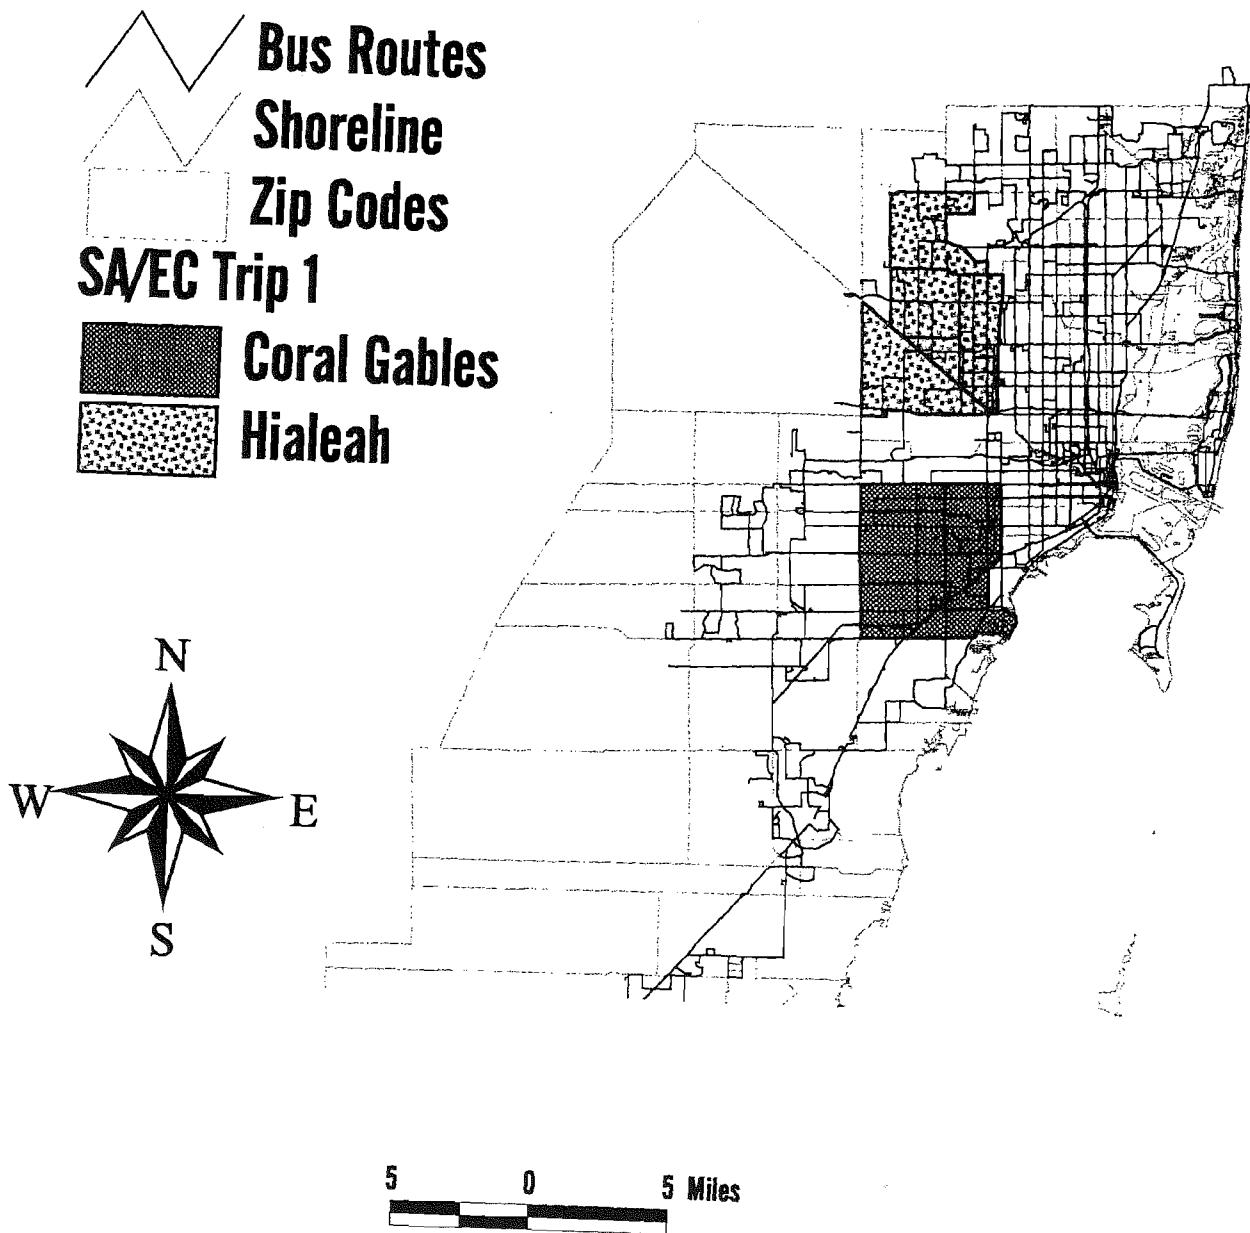 Bus Routes
Shoreline
Zip Codes
SA/EC Trip 1
Coral Gables
Hialeah
N
W E
S
5 0 5 Miles